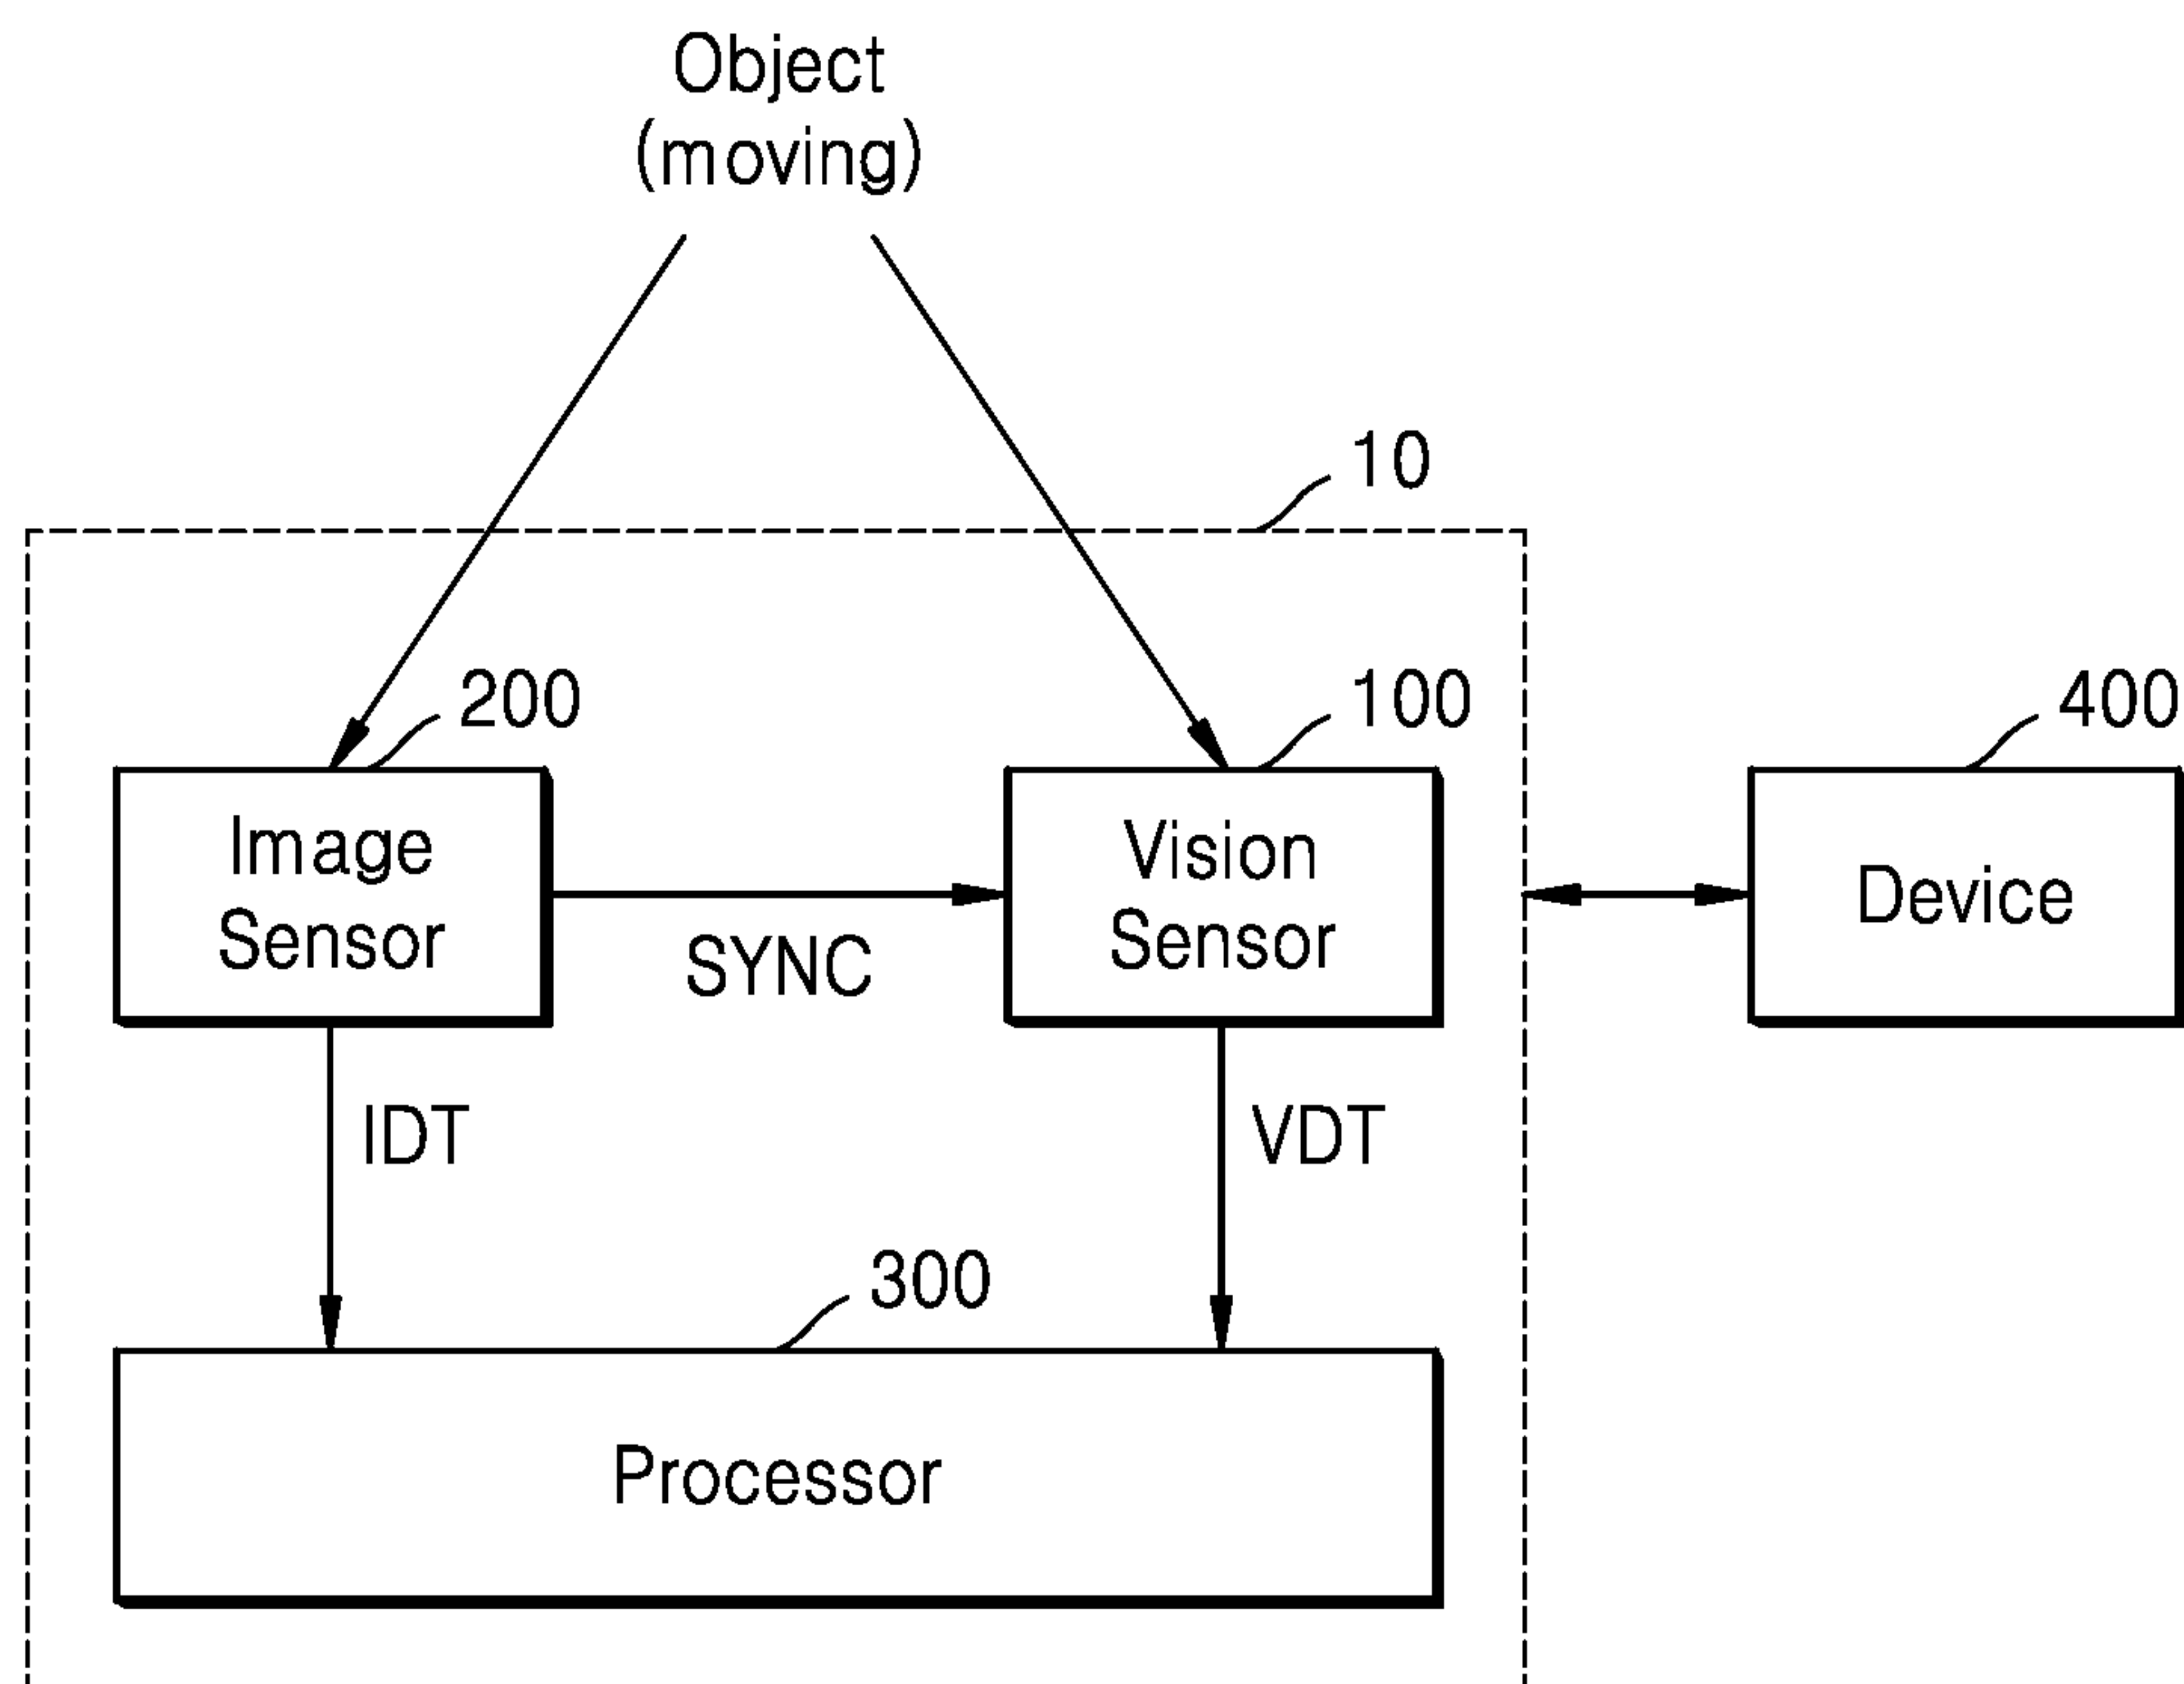 Object
(moving)
10
200
100
400
Image
Sensor
SYNC
Vision
Sensor
Device
IDT
VDT
300
Processor